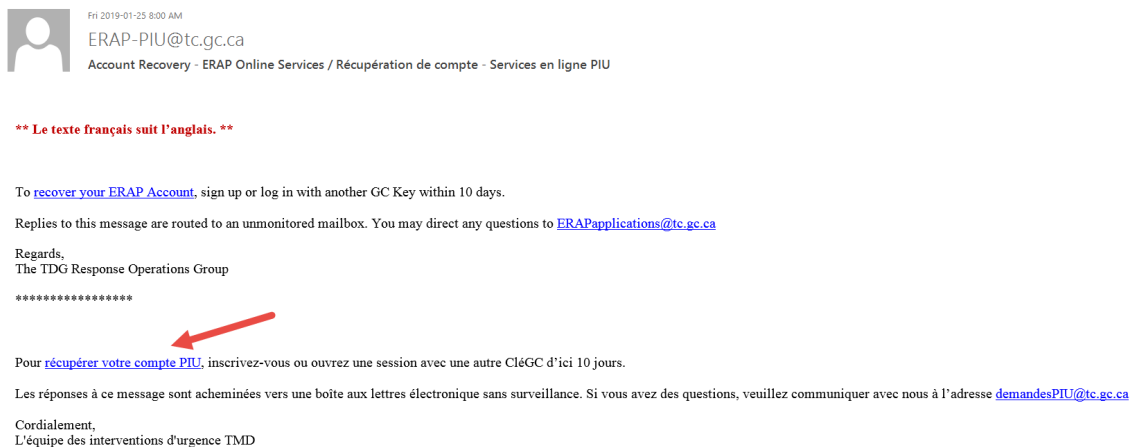 Fri 2019-01-25 8:00 AM
ERAP-PIU@tc.gc.ca
Account Recovery - ERAP Online Services / Récupération de compte - Services en ligne PIU
** Le texte français suit l'anglais. **
To recover your ERAP Account, sign up or log in with another GC Key within 10 days.
Replies to this message are routed to an unmonitored mailbox. You may direct any questions to ERAPapplications@tc.gc.ca
Regards,
The TDG Response Operations Group
*****************
Pour récupérer votre compte PIU, inscrivez-vous ou ouvrez une session avec une autre CléGC d'ici 10 jours.
Les réponses à ce message sont acheminées vers une boîte aux lettres électronique sans surveillance. Si vous avez des questions, veuillez communiquer avec nous à l'adresse demandesPIU@tc.gc.ca
Cordialement,
L'équipe des interventions d'urgence TMD